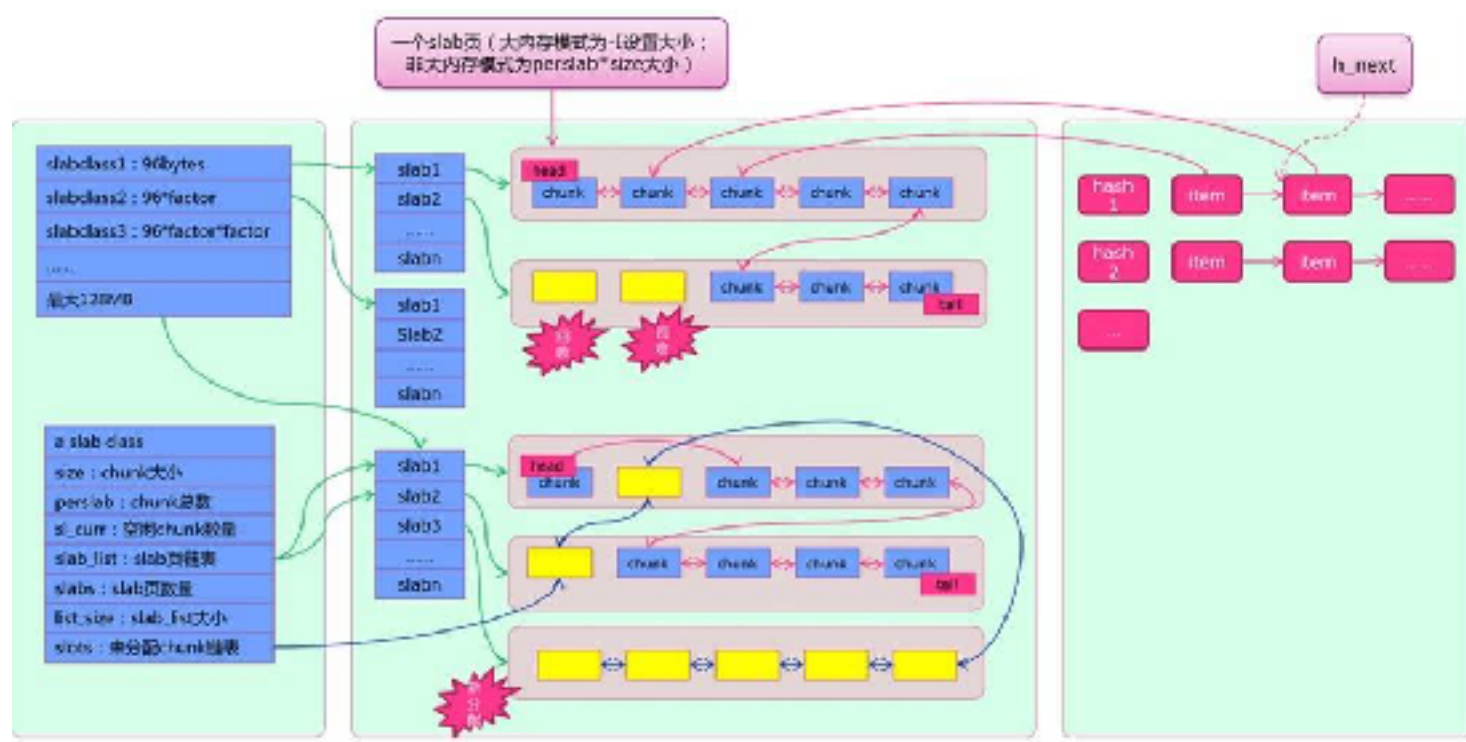 一个slab页（大内存模式为-I设置大小；
非大内存模式为perslab*size大小）
h_next
slabclass1：96bytes
slabclass2：96*factor
slabclass3：96*factor*factor
......
最大128MB
a slab class
size：chunk大小
perslab：chunk总数
sl_curr：空闲chunk数量
slab_list：slab页链表
slabs：slab页数量
list_size：slab_list大小
slots：未分配chunk链表
slab1
slab2
......
slabn
slab1
Slab2
......
slabn
slab1
slab2
slab3
......
slabn
head
chunk
chunk
chunk
chunk
chunk
chunk
chunk
chunk
tail
回收
head
chunk
chunk
chunk
chunk
chunk
chunk
chunk
chunk
tail
hash
1
item
item
......
hash
2
item
item
......
...